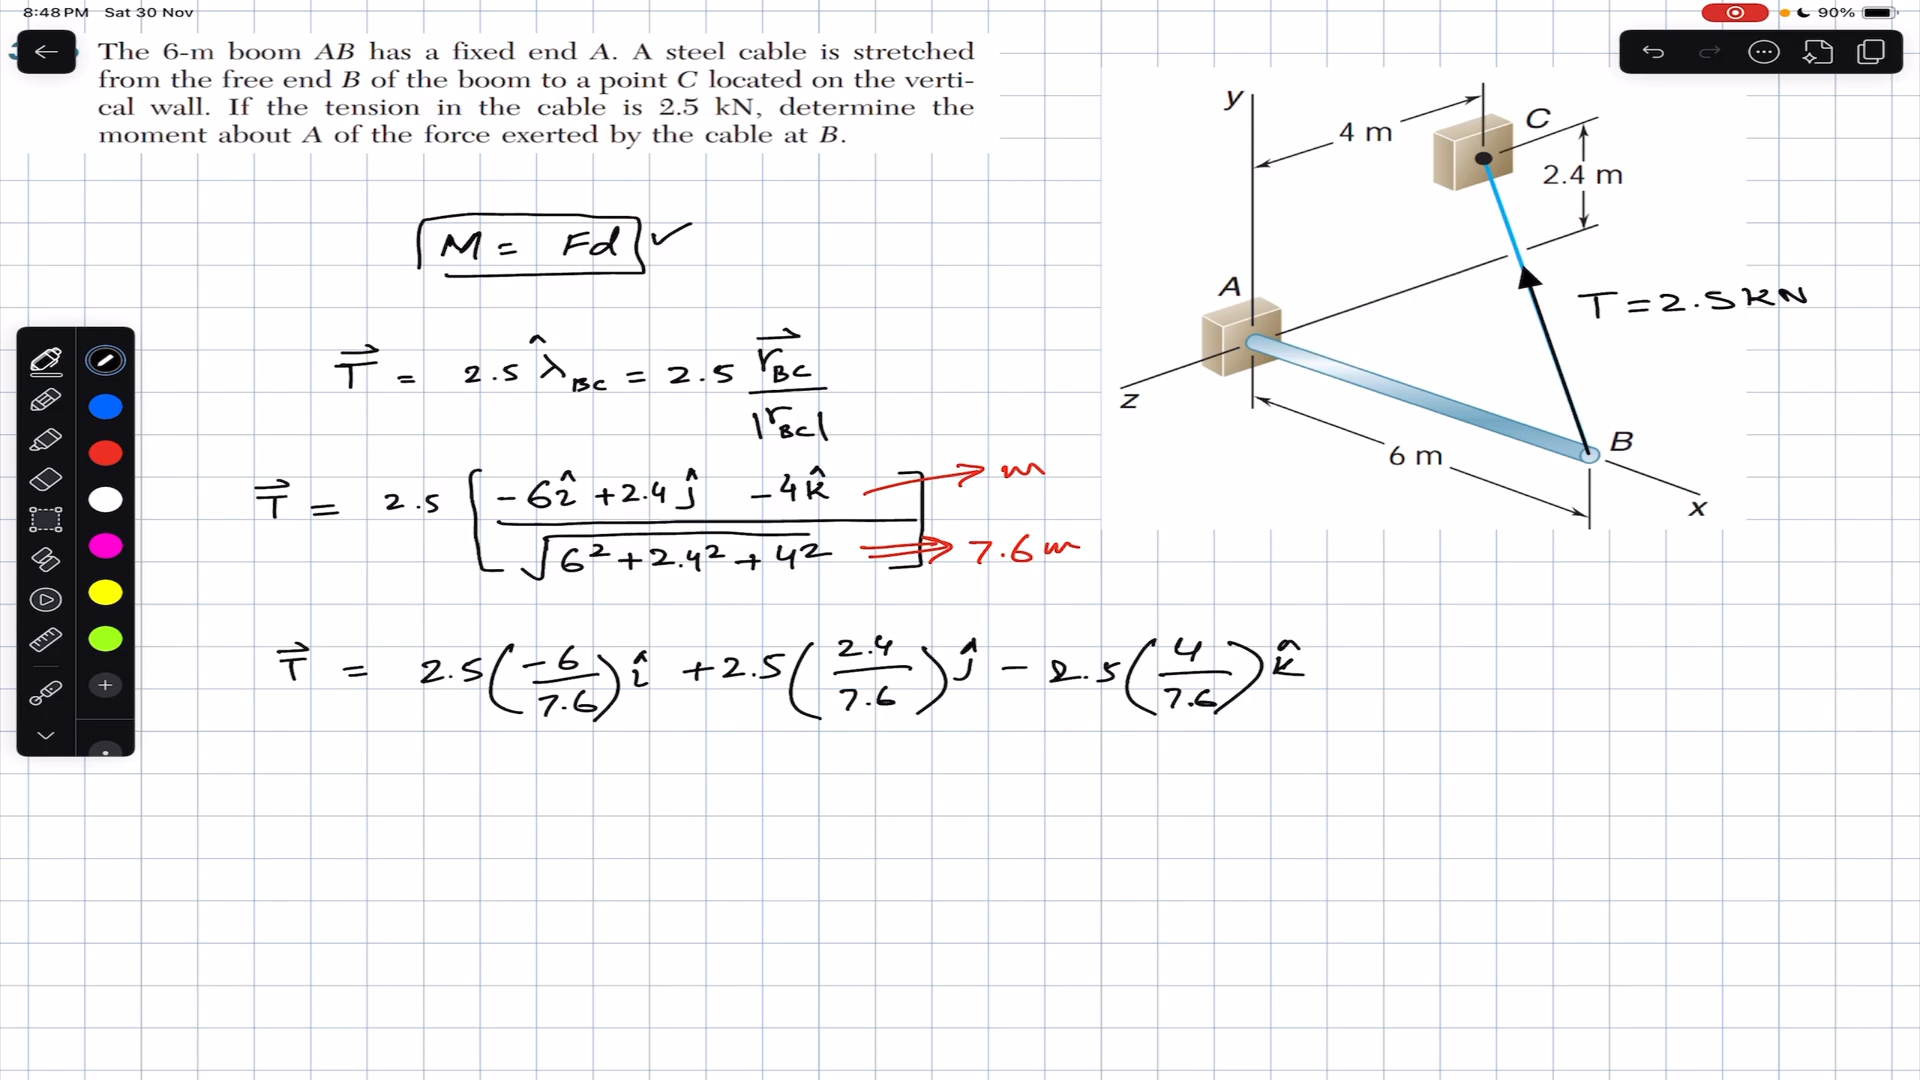 8:48 PM Sat 30 Nov
90%
The 6-m boom AB has a fixed end A. A steel cable is stretched
from the free end B of the boom to a point C located on the verti-
cal wall. If the tension in the cable is 2.5 kN, determine the
moment about A of the force exerted by the cable at B.
M = Fd ✓
T⃗ = 2.5 λ̂_BC = 2.5 r⃗_BC / |r_BC|
T⃗ = 2.5 [ (-6î + 2.4ĵ - 4k̂) / √(6² + 2.4² + 4²) ]
→ m
⇒ 7.6 m
T⃗ = 2.5(-6/7.6)î + 2.5(2.4/7.6)ĵ - 2.5(4/7.6)k̂
y
4 m
C
2.4 m
A
T = 2.5 kN
z
B
6 m
x